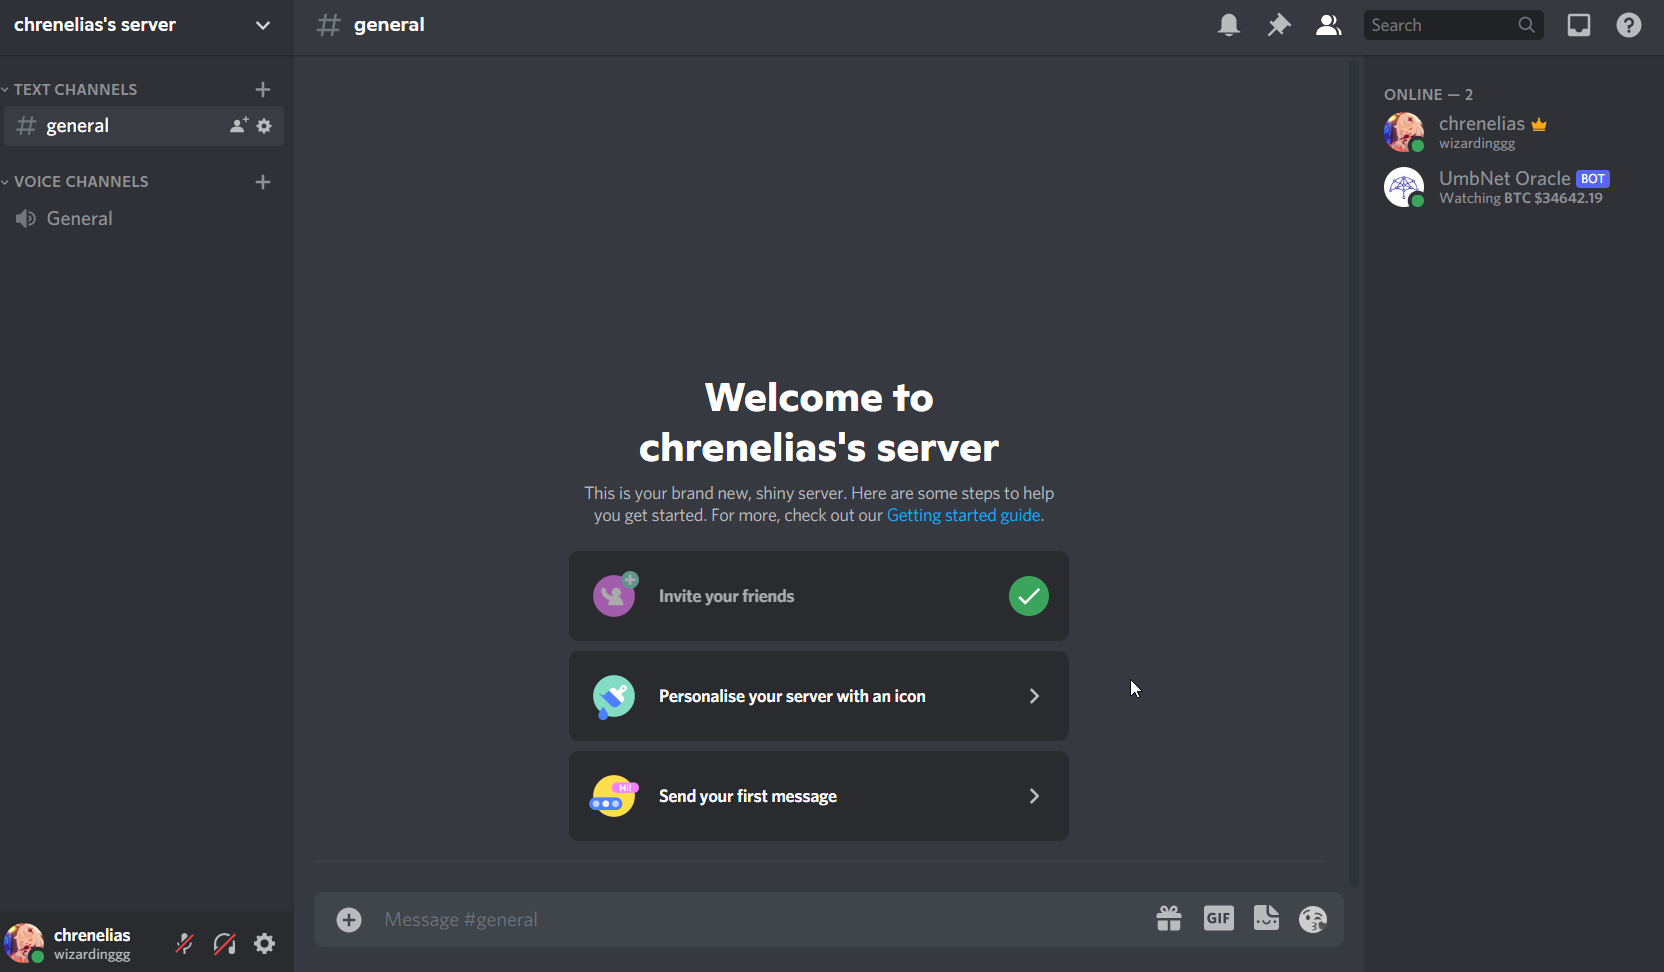 chrenelias's server
general
Search
TEXT CHANNELS
general
VOICE CHANNELS
General
Welcome to
chrenelias's server
This is your brand new, shiny server. Here are some steps to help
you get started. For more, check out our Getting started guide.
Invite your friends
Personalise your server with an icon
Hi!
Send your first message
Message #general
GIF
chrenelias
wizardinggg
ONLINE — 2
chrenelias
wizardinggg
UmbNet Oracle BOT
Watching BTC $34642.19